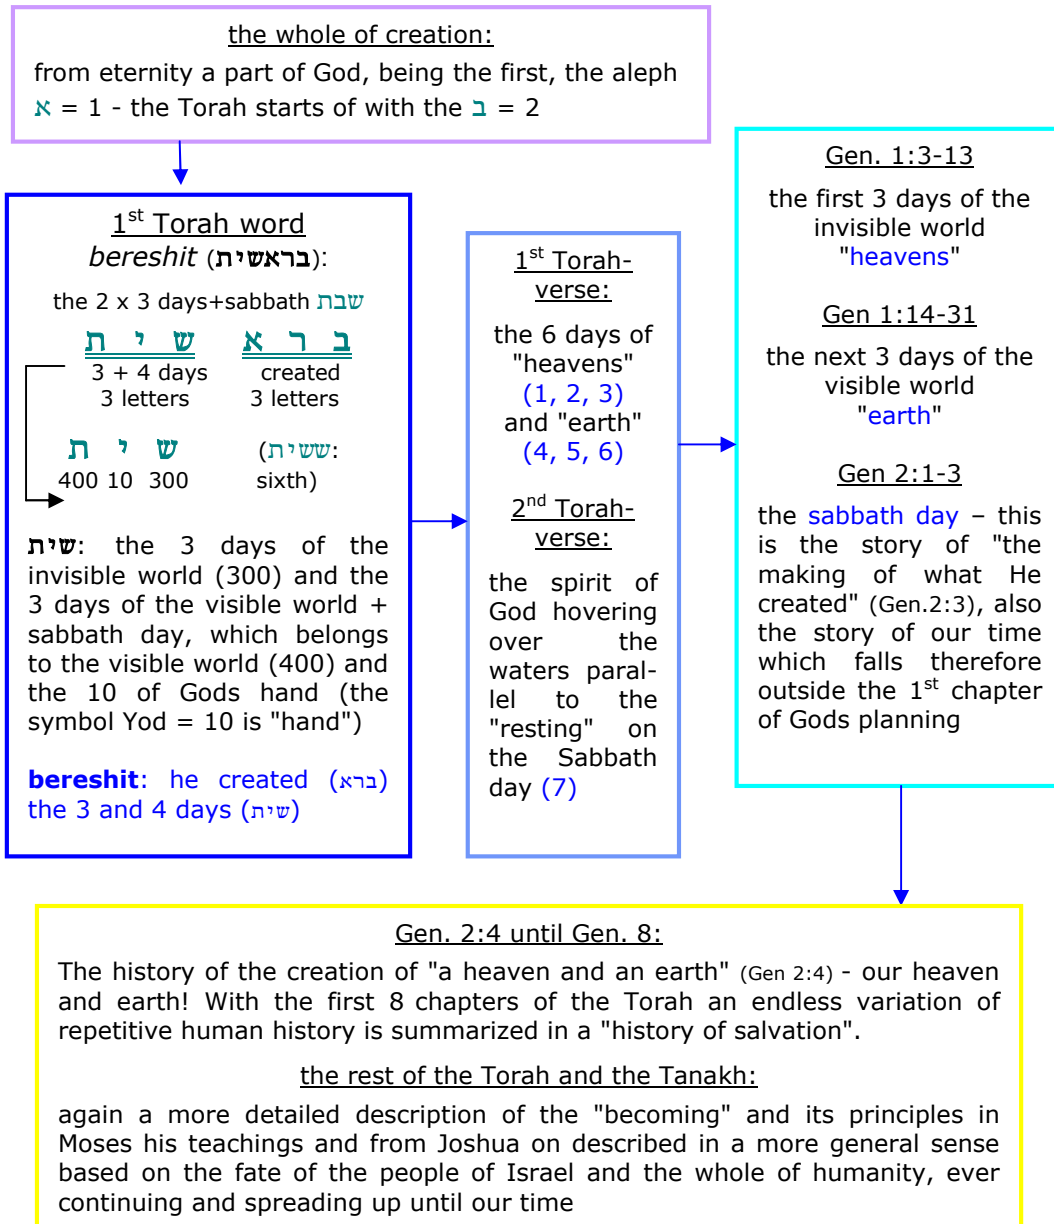 the whole of creation:
from eternity a part of God, being the first, the aleph
א = 1 - the Torah starts of with the ב = 2
1st Torah word
bereshit (בראשית):
the 2 x 3 days+sabbath שבת
ש י ת ב ר א
3 + 4 days created
3 letters 3 letters
ש י ת (ששית:
400 10 300 sixth)
שית: the 3 days of the
invisible world (300) and the
3 days of the visible world +
sabbath day, which belongs
to the visible world (400) and
the 10 of Gods hand (the
symbol Yod = 10 is "hand")
bereshit: he created (ברא)
the 3 and 4 days (שית)
1st Torah-
verse:
the 6 days of
"heavens"
(1, 2, 3)
and "earth"
(4, 5, 6)
2nd Torah-
verse:
the spirit of
God hovering
over the
waters paral-
lel to the
"resting" on
the Sabbath
day (7)
Gen. 1:3-13
the first 3 days of the
invisible world
"heavens"
Gen 1:14-31
the next 3 days of the
visible world
"earth"
Gen 2:1-3
the sabbath day – this
is the story of "the
making of what He
created" (Gen.2:3), also
the story of our time
which falls therefore
outside the 1st chapter
of Gods planning
Gen. 2:4 until Gen. 8:
The history of the creation of "a heaven and an earth" (Gen 2:4) - our heaven
and earth! With the first 8 chapters of the Torah an endless variation of
repetitive human history is summarized in a "history of salvation".
the rest of the Torah and the Tanakh:
again a more detailed description of the "becoming" and its principles in
Moses his teachings and from Joshua on described in a more general sense
based on the fate of the people of Israel and the whole of humanity, ever
continuing and spreading up until our time